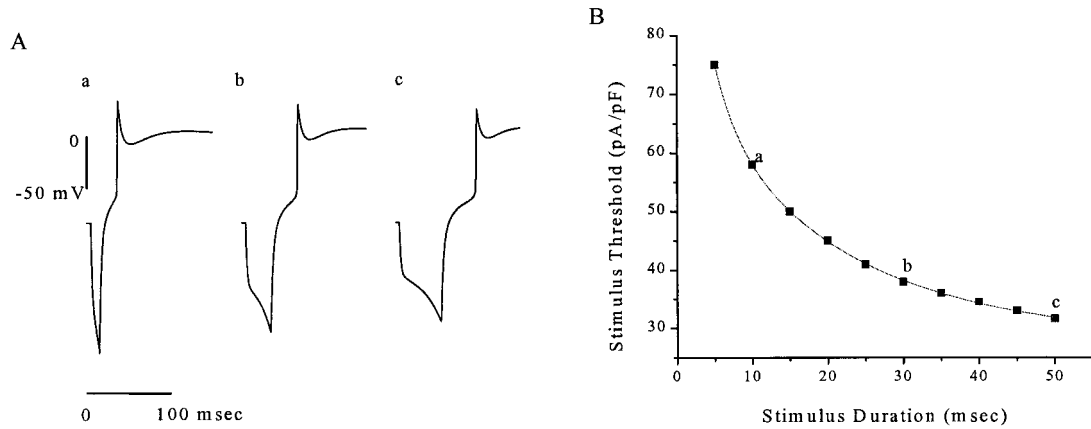 A
a
b
c
0
-50 mV
0
100 msec
B
Stimulus Threshold (pA/pF)
80
70
60
50
40
30
a
b
c
0
10
20
30
40
50
Stimulus Duration (msec)